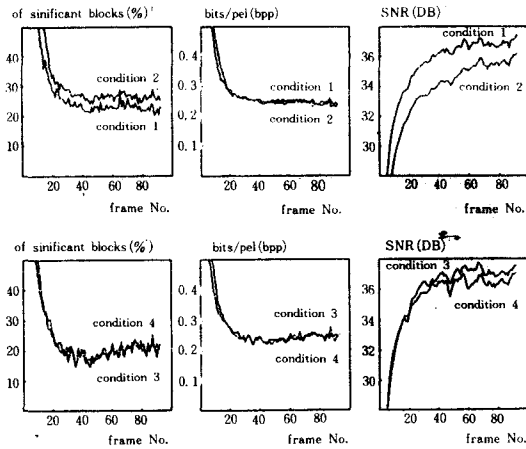 of sinificant blocks(%)
bits/pel(bpp)
SNR(DB)
40
30
20
10
condition 2
condition 1
20 40 60 80
frame No.
0.4
0.3
0.2
0.1
condition 1
condition 2
20 40 60 80
frame No.
36
34
32
30
condition 1
condition 2
20 40 60 80
frame No.
of sinificant blocks(%)
bits/pel(bpp)
SNR(DB)
40
30
20
10
condition 4
condition 3
20 40 60 80
frame No.
0.4
0.3
0.2
0.1
condition 3
condition 4
20 40 60 80
frame No.
36
34
32
30
condition 3
condition 4
20 40 60 80
frame No.